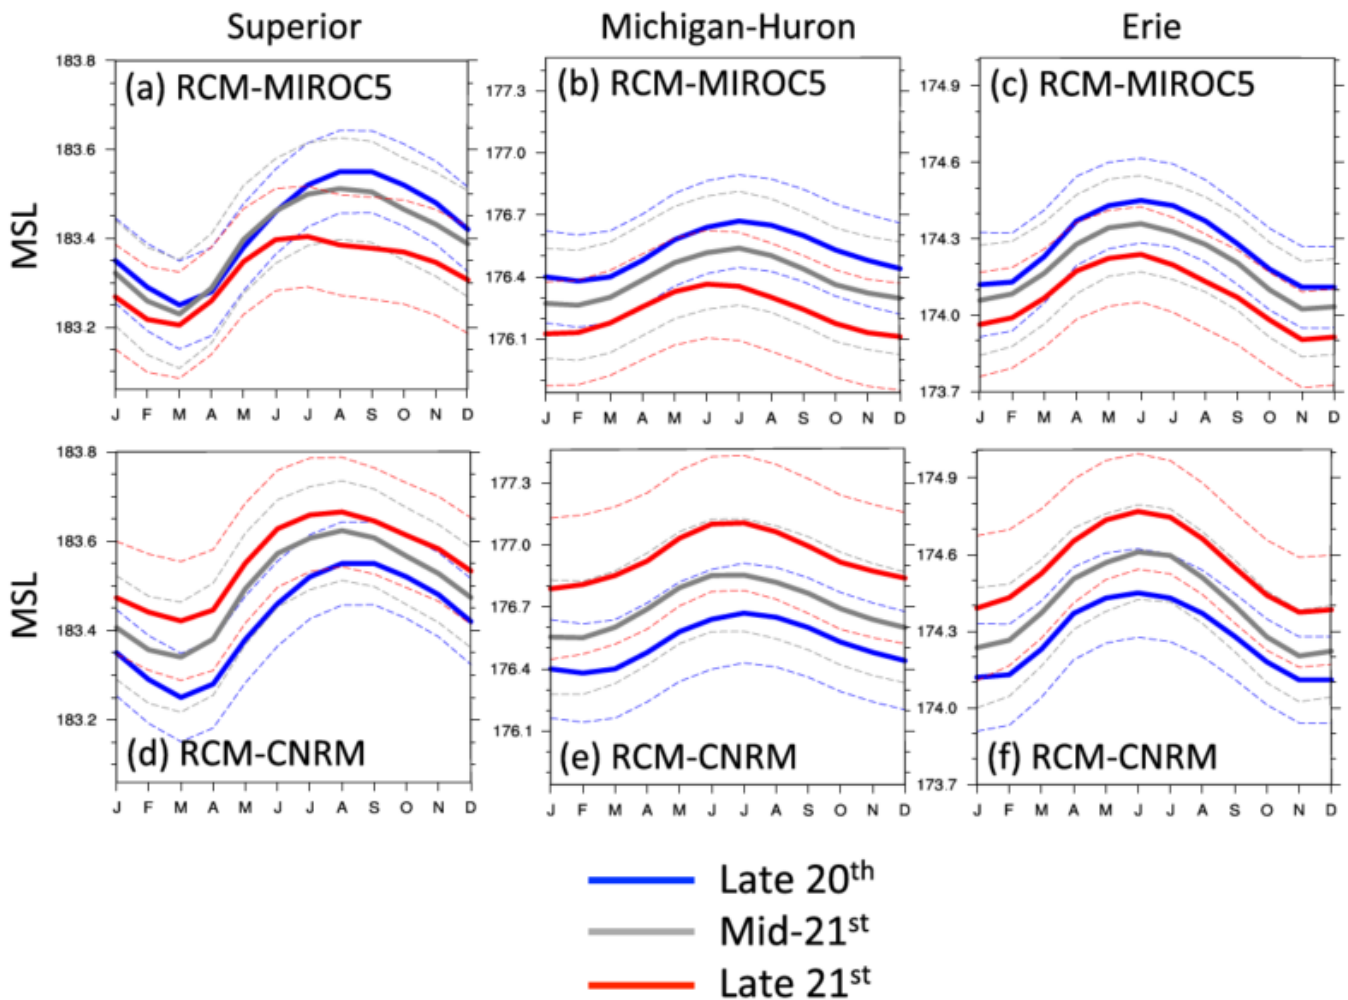 Superior Michigan-Huron Erie
(a) RCM-MIROC5 (b) RCM-MIROC5 (c) RCM-MIROC5
MSL
183.8
183.6
183.4
183.2
J F M A M J J A S O N D
177.3
177.0
176.7
176.4
176.1
J F M A M J J A S O N D
174.9
174.6
174.3
174.0
173.7
J F M A M J J A S O N D
MSL
183.8
183.6
183.4
183.2
(d) RCM-CNRM
J F M A M J J A S O N D
177.3
177.0
176.7
176.4
176.1
(e) RCM-CNRM
J F M A M J J A S O N D
174.9
174.6
174.3
174.0
173.7
(f) RCM-CNRM
J F M A M J J A S O N D
Late 20th
Mid-21st
Late 21st